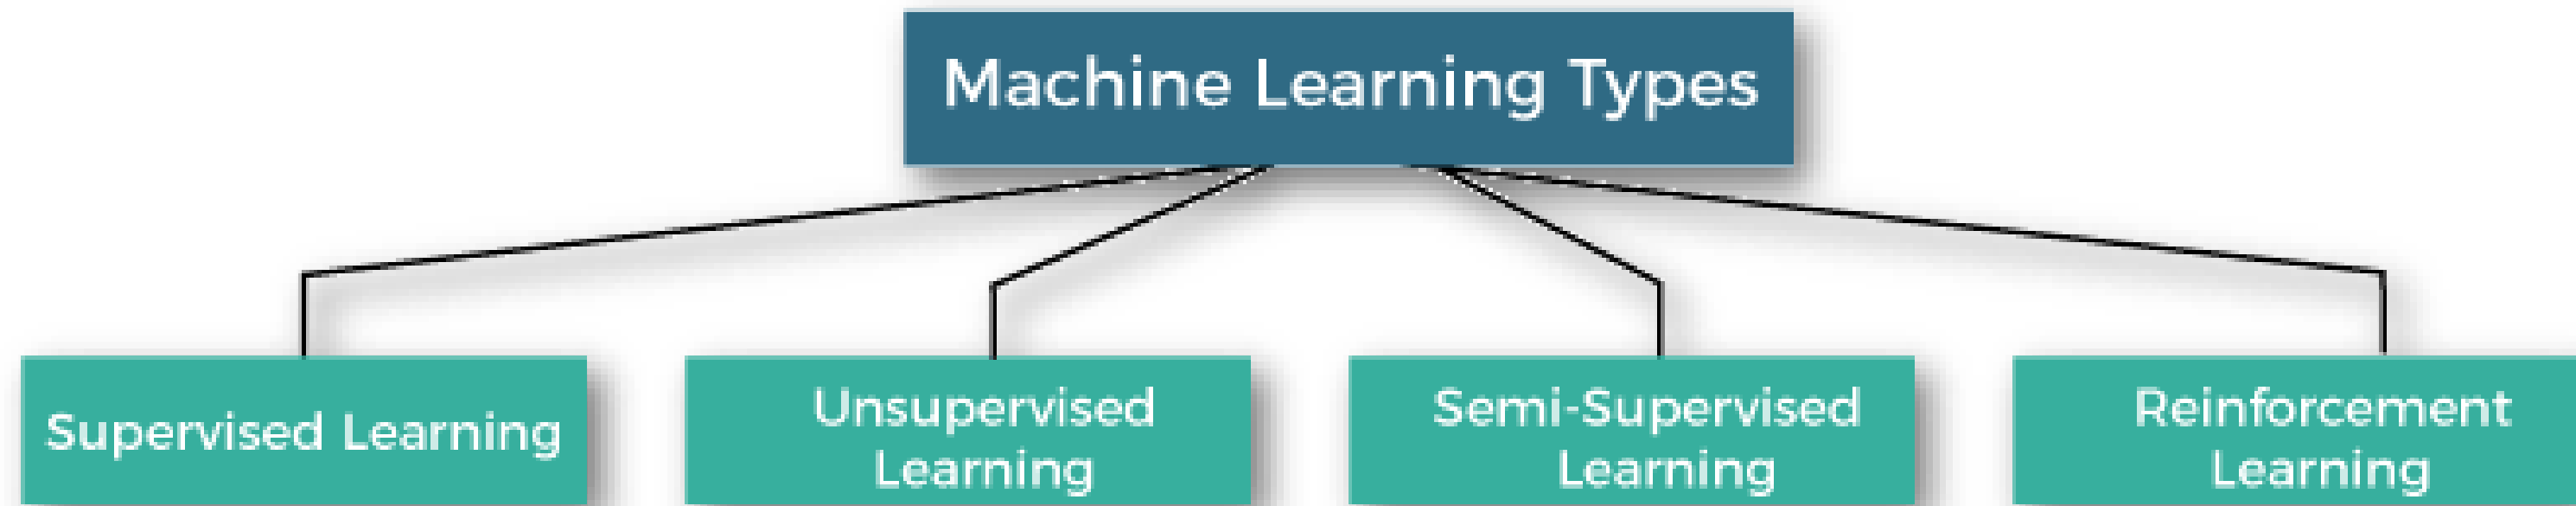 Machine Learning Types
Supervised Learning
Unsupervised
Learning
Semi-Supervised
Learning
Reinforcement
Learning